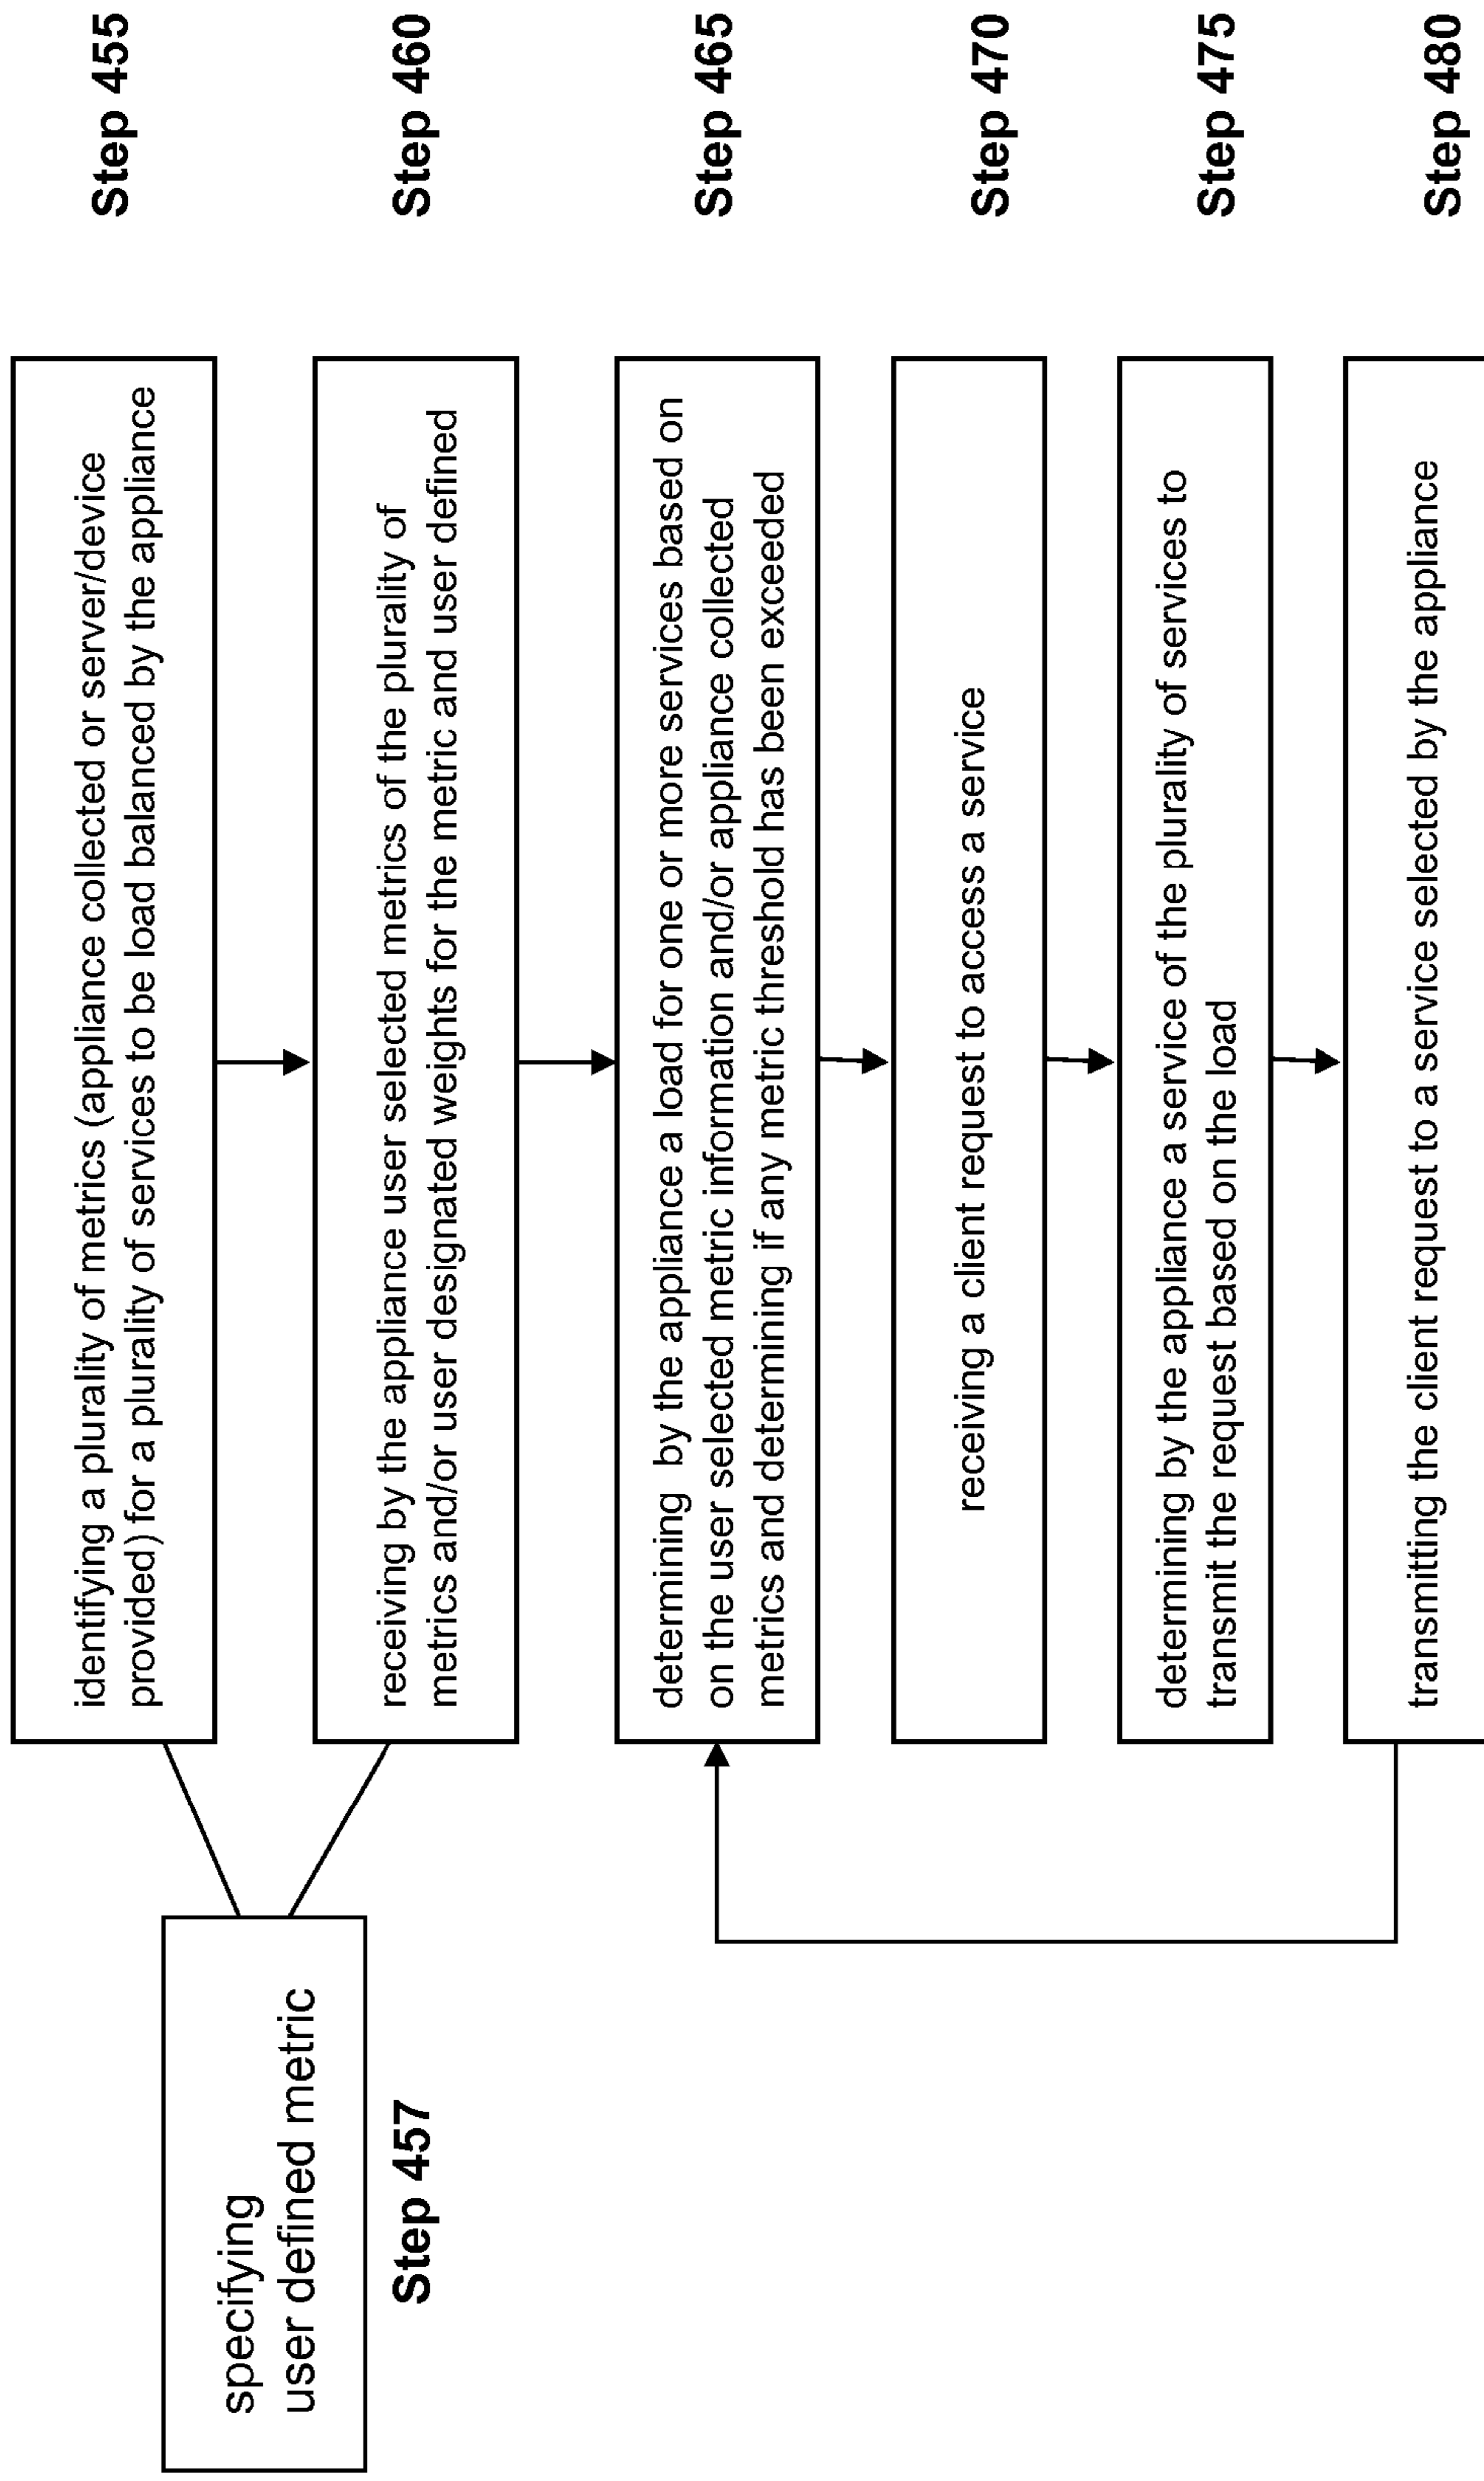 identifying a plurality of metrics (appliance collected or server/device
provided) for a plurality of services to be load balanced by the appliance
Step 455
specifying
user defined metric
Step 457
receiving by the appliance user selected metrics of the plurality of
metrics and/or user designated weights for the metric and user defined
Step 460
determining by the appliance a load for one or more services based on
on the user selected metric information and/or appliance collected
metrics and determining if any metric threshold has been exceeded
Step 465
receiving a client request to access a service
Step 470
determining by the appliance a service of the plurality of services to
transmit the request based on the load
Step 475
transmitting the client request to a service selected by the appliance
Step 480